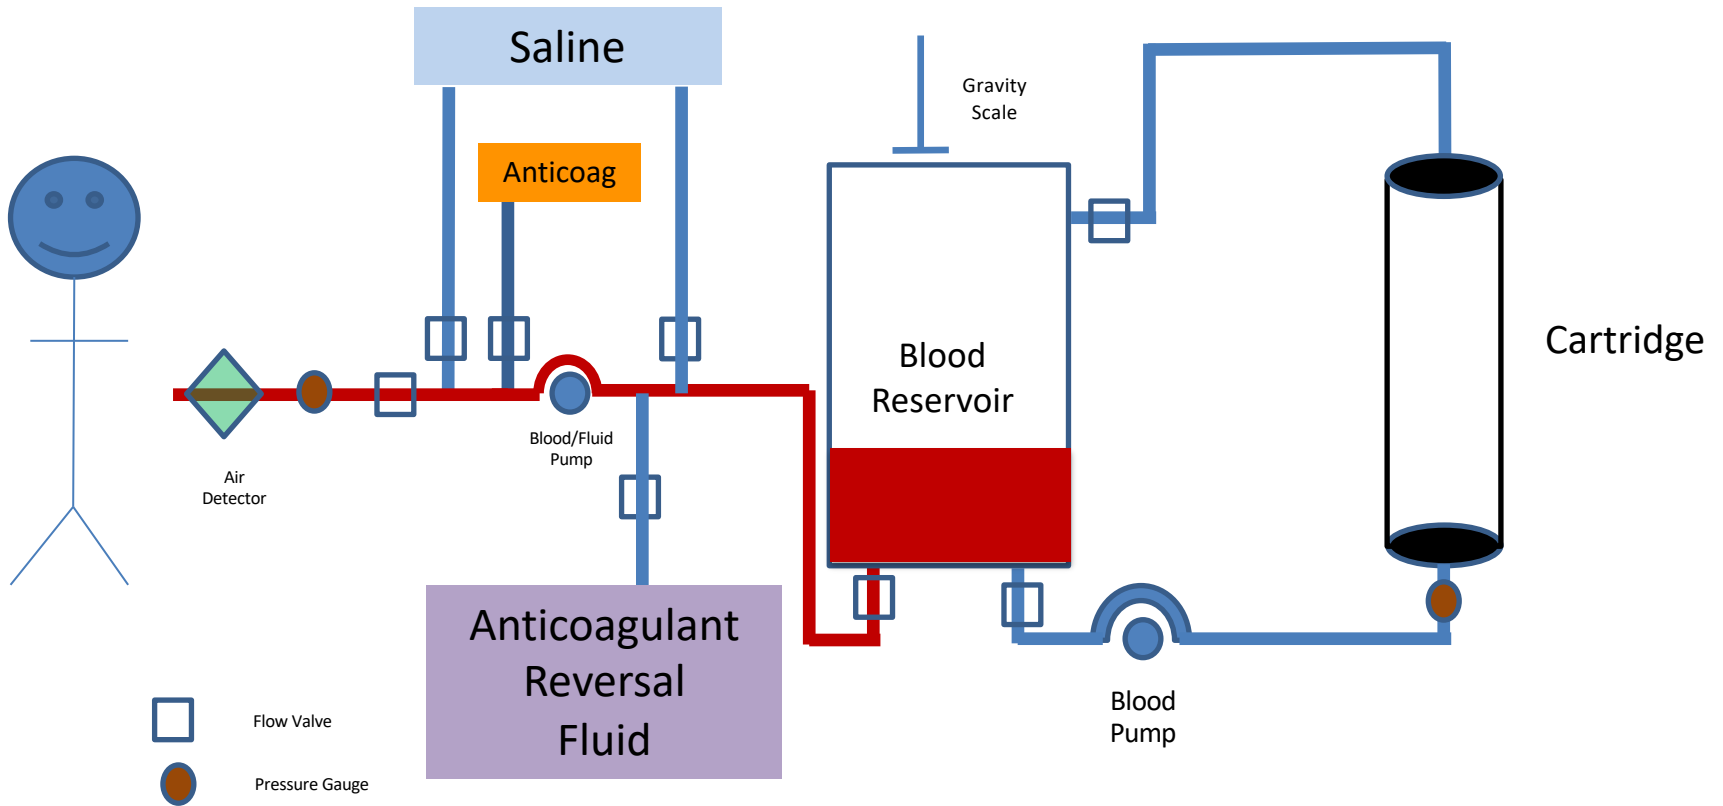 Saline
Gravity
Scale
Anticoag
Cartridge
Blood
Reservoir
Blood/Fluid
Pump
Air
Detector
Anticoagulant
Reversal
Fluid
Blood
Pump
Flow Valve
Pressure Gauge